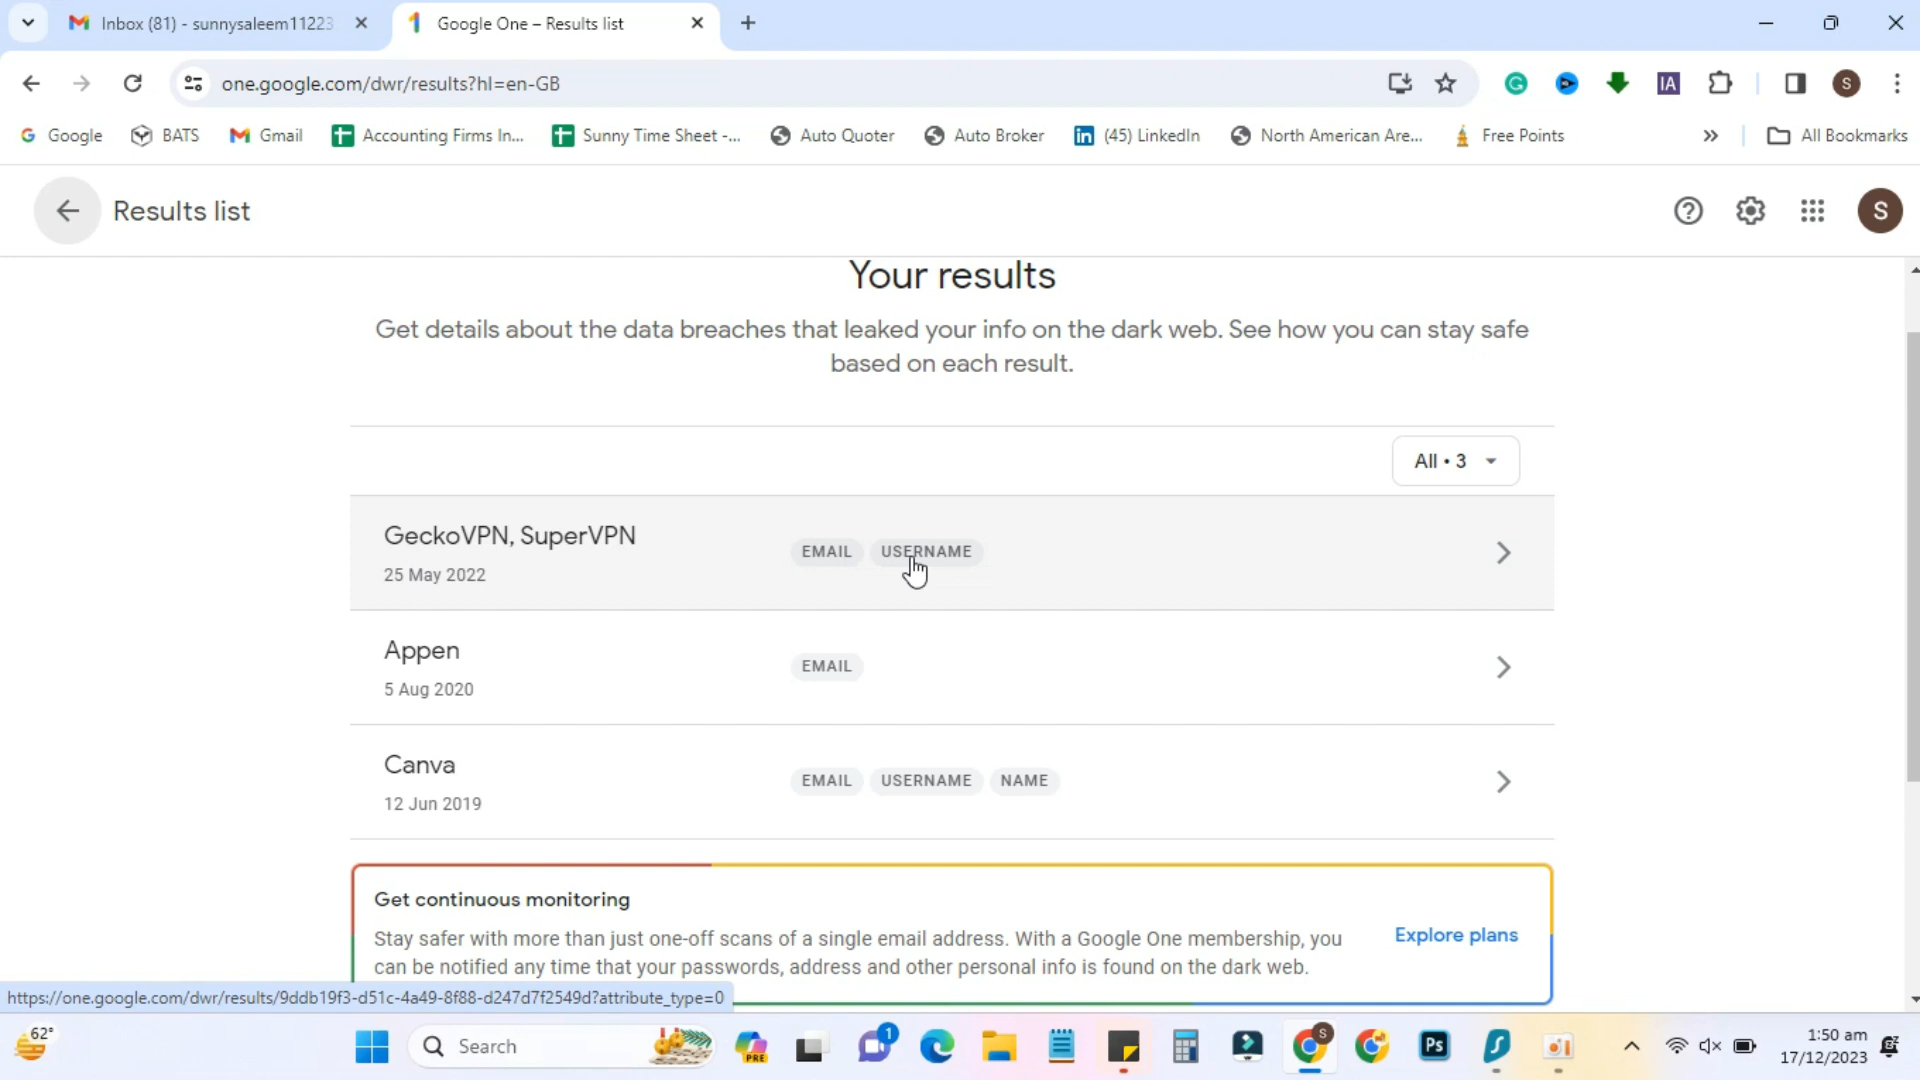 Inbox (81) - sunnysaleem11223
Google One – Results list
one.google.com/dwr/results?hl=en-GB
IA
S
G Google
BATS
Gmail
Accounting Firms In...
Sunny Time Sheet -...
Auto Quoter
Auto Broker
in (45) LinkedIn
North American Are...
Free Points
All Bookmarks
Results list
S
Your results
Get details about the data breaches that leaked your info on the dark web. See how you can stay safe
based on each result.
All • 3
GeckoVPN, SuperVPN
EMAIL USERNAME
25 May 2022
Appen
EMAIL
5 Aug 2020
Canva
EMAIL USERNAME NAME
12 Jun 2019
Get continuous monitoring
Stay safer with more than just one-off scans of a single email address. With a Google One membership, you
can be notified any time that your passwords, address and other personal info is found on the dark web.
Explore plans
https://one.google.com/dwr/results/9ddb19f3-d51c-4a49-8f88-d247d7f2549d?attribute_type=0
62°
Search
PRE
1
S
Ps
1:50 am
17/12/2023